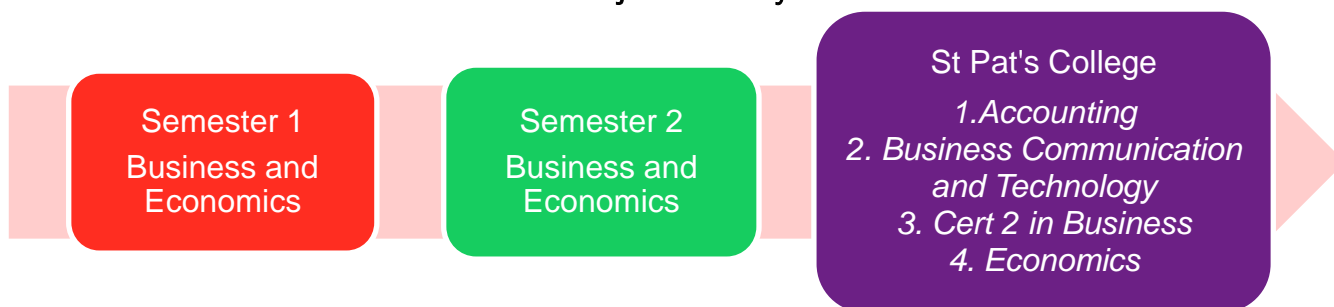 Semester 1
Business and
Economics
Semester 2
Business and
Economics
St Pat's College
1.Accounting
2. Business Communication
and Technology
3. Cert 2 in Business
4. Economics